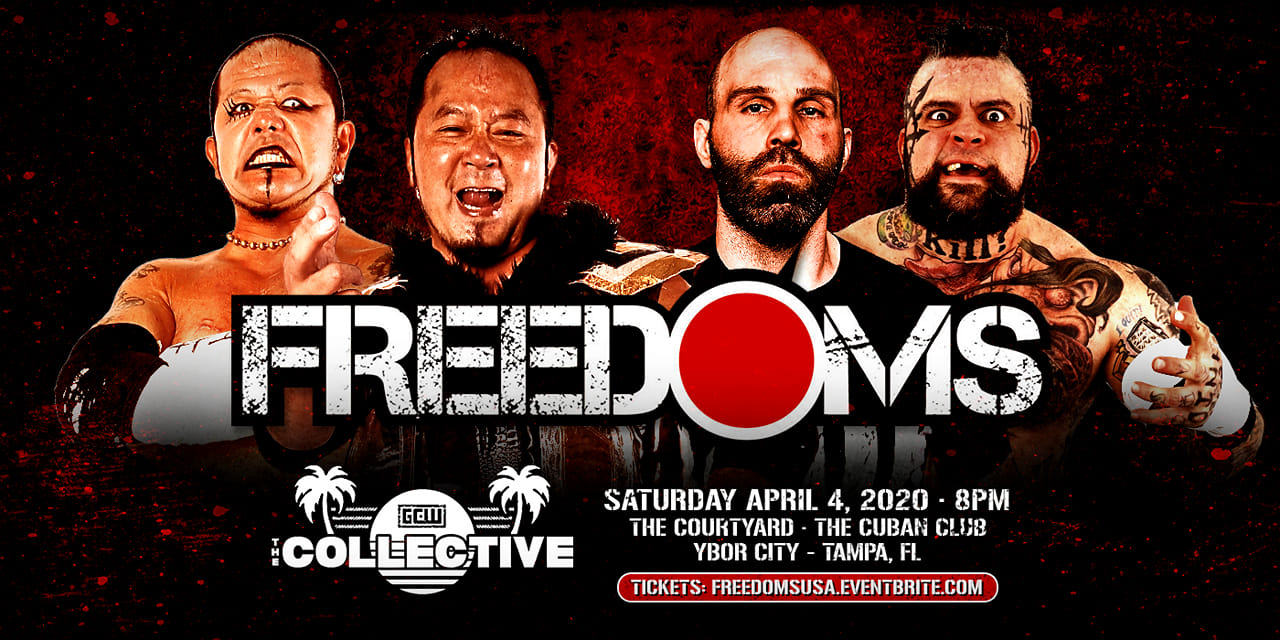 Kill!
FREEDOMS
GCW
THE COLLECTIVE
SATURDAY APRIL 4, 2020 · 8PM
THE COURTYARD · THE CUBAN CLUB
YBOR CITY - TAMPA, FL
TICKETS: FREEDOMSUSA.EVENTBRITE.COM